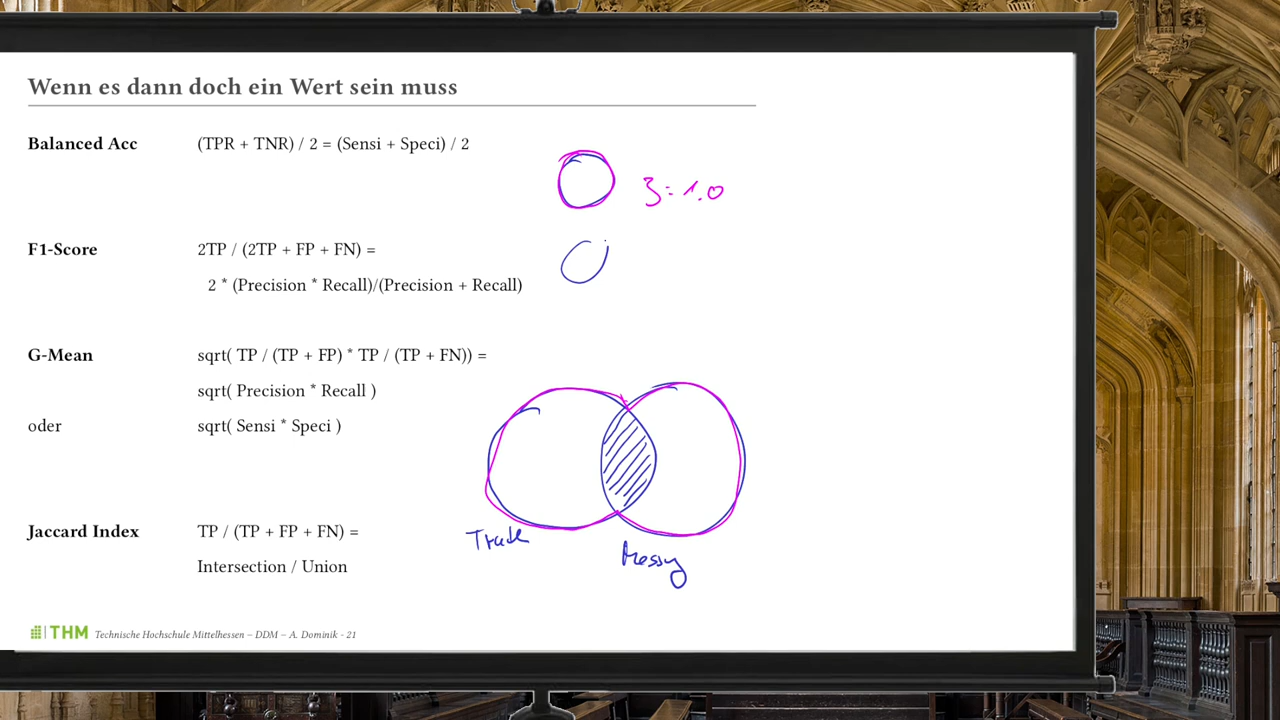 Wenn es dann doch ein Wert sein muss
Balanced Acc (TPR + TNR) / 2 = (Sensi + Speci) / 2
J = 1.0
F1-Score 2TP / (2TP + FP + FN) =
2 * (Precision * Recall)/(Precision + Recall)
G-Mean sqrt( TP / (TP + FP) * TP / (TP + FN)) =
sqrt( Precision * Recall )
oder sqrt( Sensi * Speci )
Jaccard Index TP / (TP + FP + FN) =
Truth
Messung
Intersection / Union
THM Technische Hochschule Mittelhessen – DDM – A. Dominik - 21